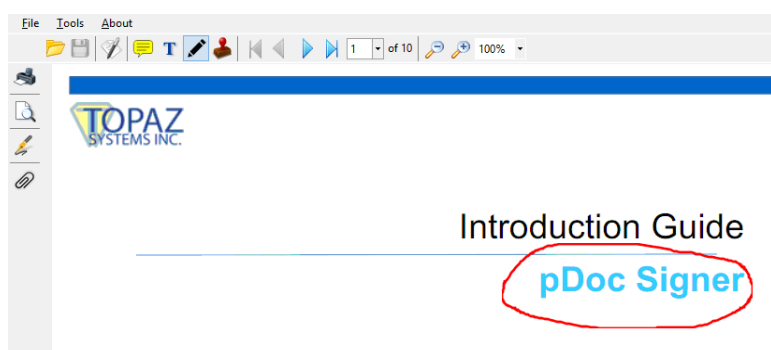 File Tools About
T 1 of 10 100%
TOPAZ
SYSTEMS INC.
Introduction Guide
pDoc Signer